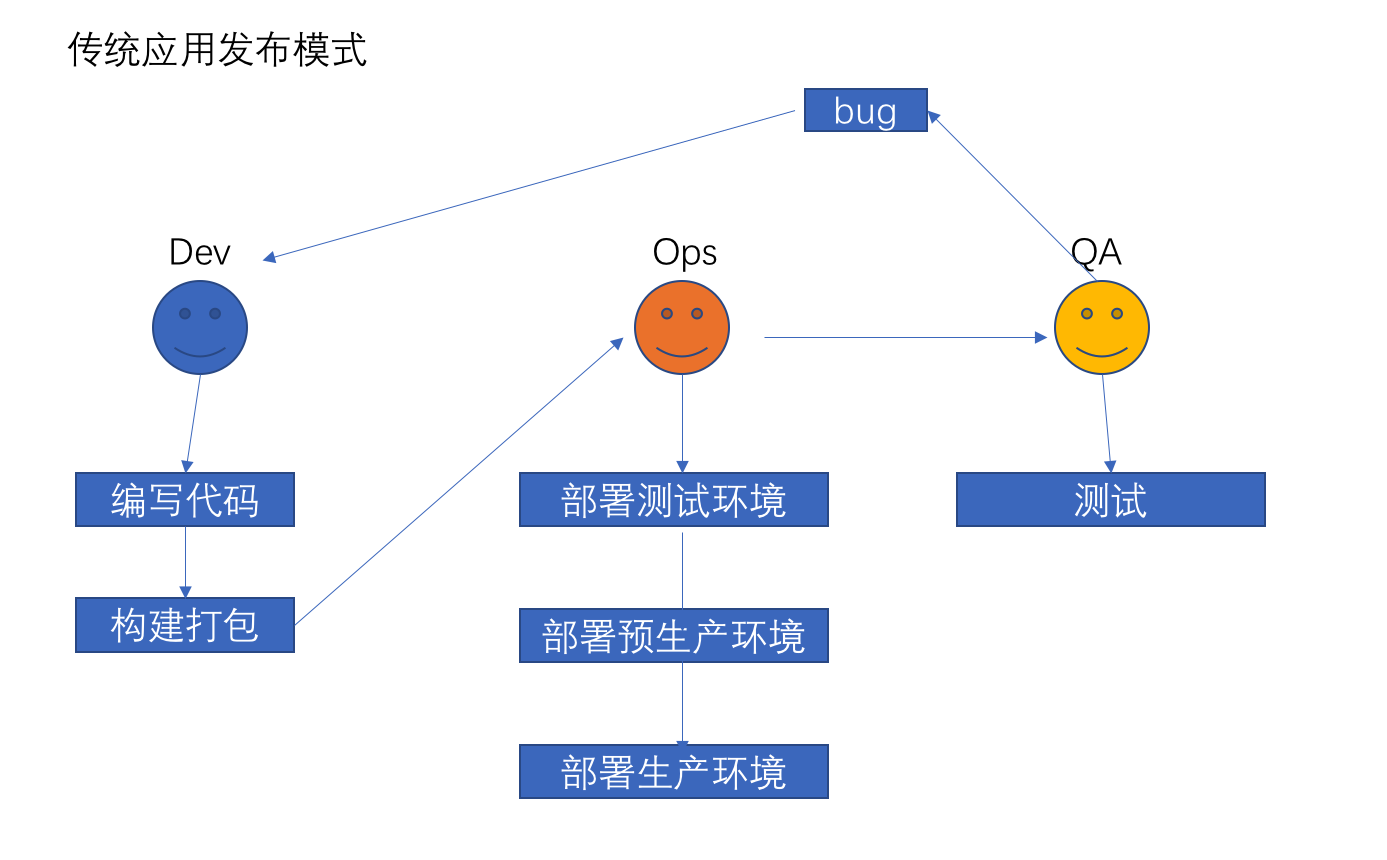 传统应用发布模式
bug
Dev
Ops
QA
编写代码
部署测试环境
测试
构建打包
部署预生产环境
部署生产环境